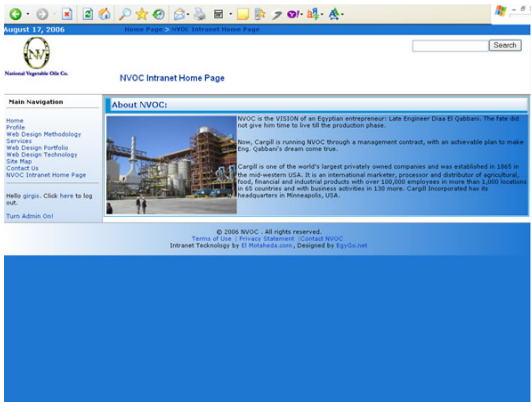 August 17, 2006
Home Page > NVOC Intranet Home Page
Search
National Vegetable Oils Co.
NVOC Intranet Home Page
Main Navigation
Home
Profile
Web Design Methodology
Services
Web Design Portfolio
Web Design Technology
Site Map
Contact Us
NVOC Intranet Home Page
Hello girgis. Click here to log
out.
Turn Admin On!
About NVOC:
NVOC is the VISION of an Egyptian entrepreneur: Late Engineer Diaa El Qabbani. The fate did
not give him time to live till the production phase.
Now, Cargill is running NVOC through a management contract, with an achievable plan to make
Eng. Qabbani's dream come true.
Cargill is one of the world's largest privately owned companies and was established in 1865 in
the mid-western USA. It is an international marketer, processor and distributor of agricultural,
food, financial and industrial products with over 100,000 employees in more than 1,000 locations
in 65 countries and with business activities in 130 more. Cargill Incorporated has its
headquarters in Minneapolis, USA.
© 2006 NVOC . All rights reserved.
Terms of Use | Privacy Statement |Contact NVOC
Intranet Technology by El Motaheda.com , Designed by EgyGo.net